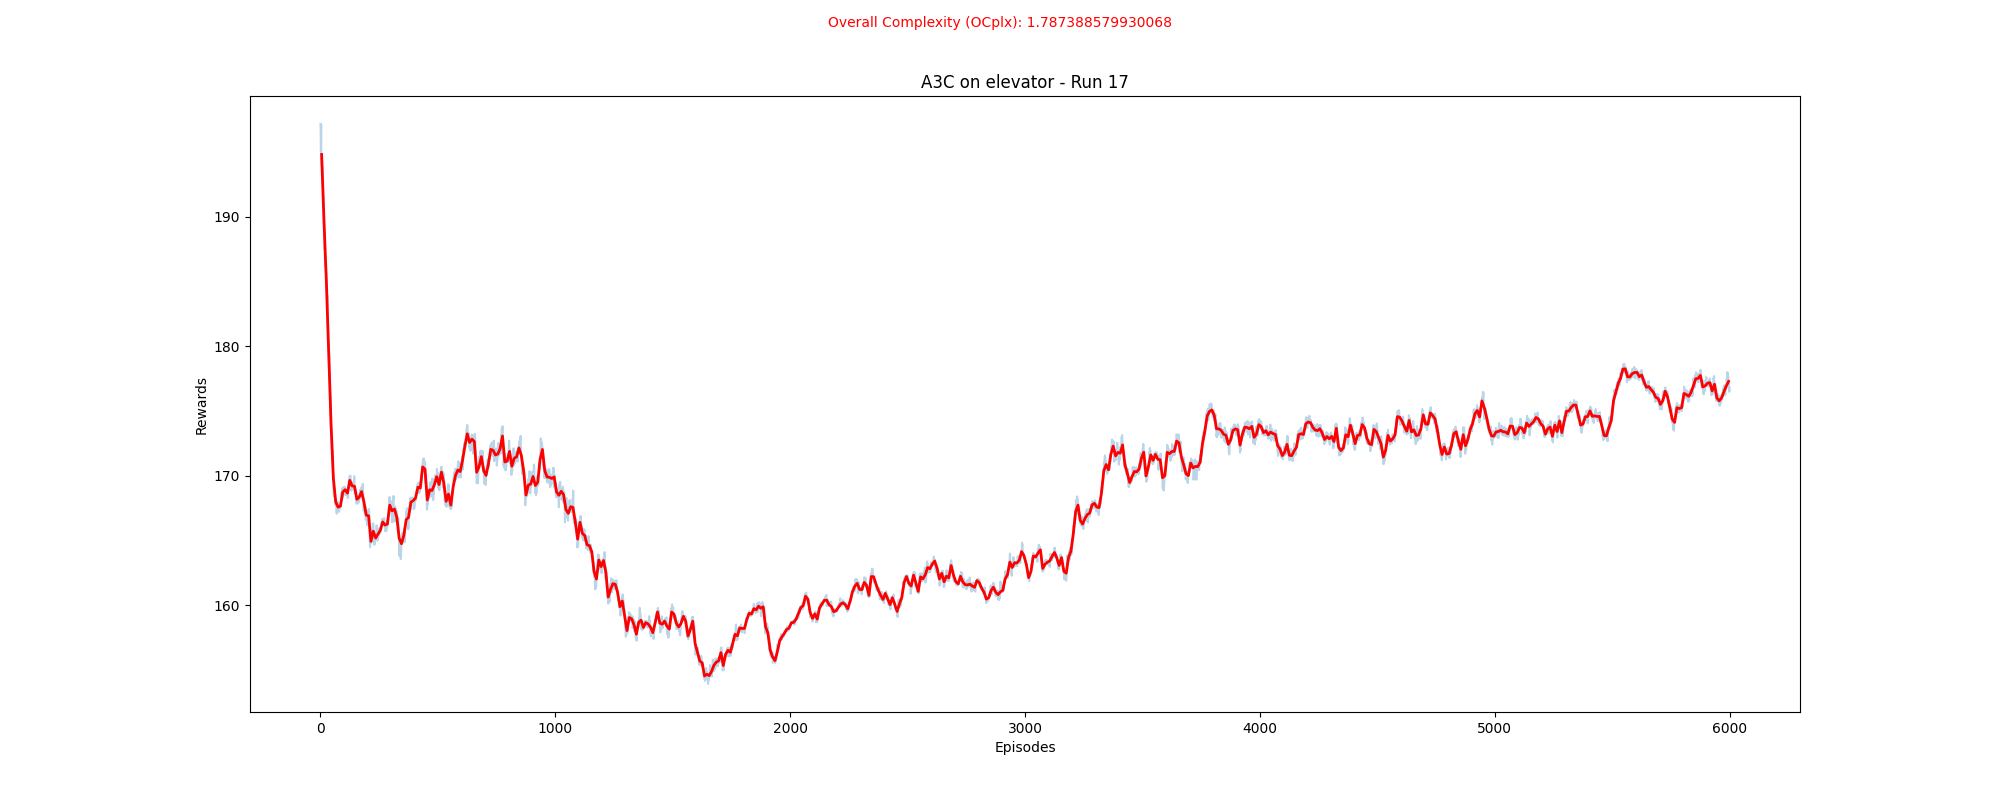 Overall Complexity (OCplx): 1.787388579930068
A3C on elevator - Run 17
190
180
170
160
Rewards
0 1000 2000 3000 4000 5000 6000
Episodes